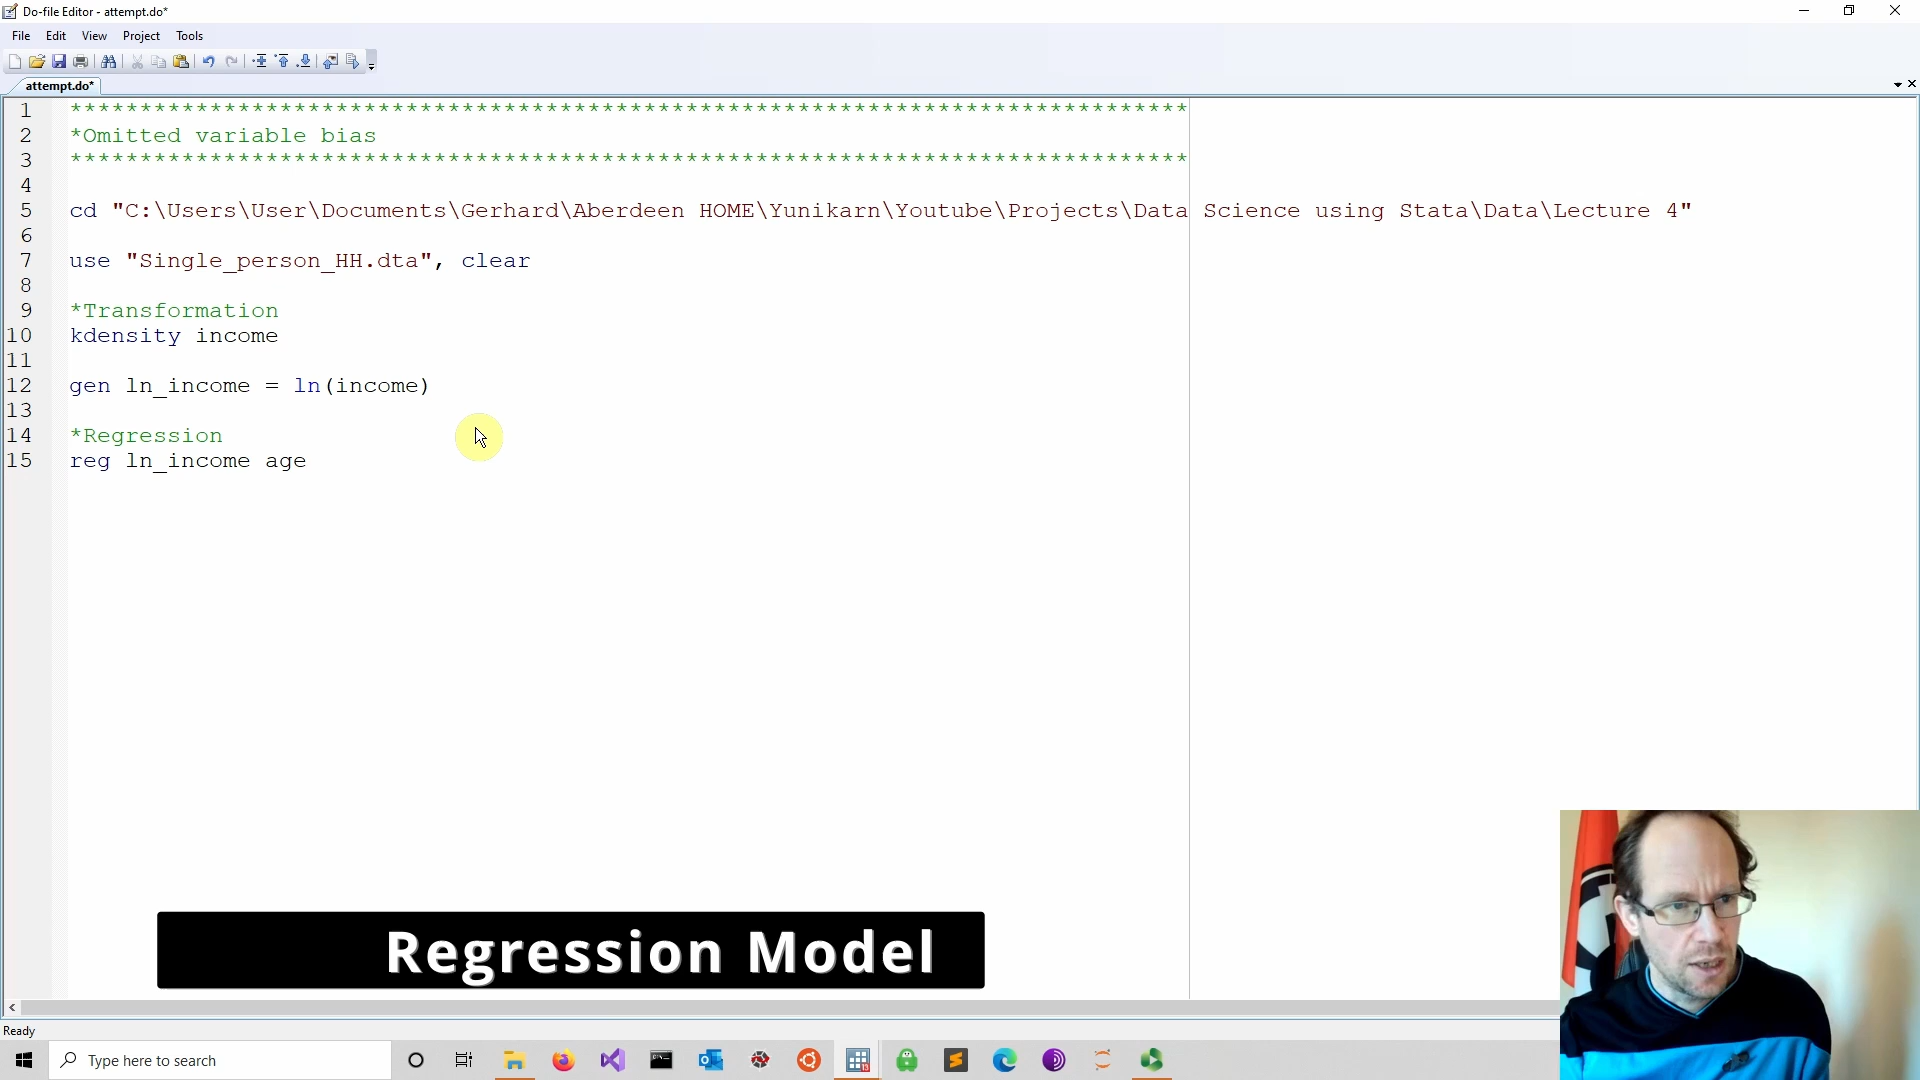 Do-file Editor - attempt.do*
File Edit View Project Tools
attempt.do*
1 ********************************************************************************
2 *Omitted variable bias
3 ********************************************************************************
4
5 cd "C:\Users\User\Documents\Gerhard\Aberdeen HOME\Yunikarn\Youtube\Projects\Data Science using Stata\Data\Lecture 4"
6
7 use "Single_person_HH.dta", clear
8
9 *Transformation
10 kdensity income
11
12 gen ln_income = ln(income)
13
14 *Regression
15 reg ln_income age
Regression Model
Ready
Type here to search